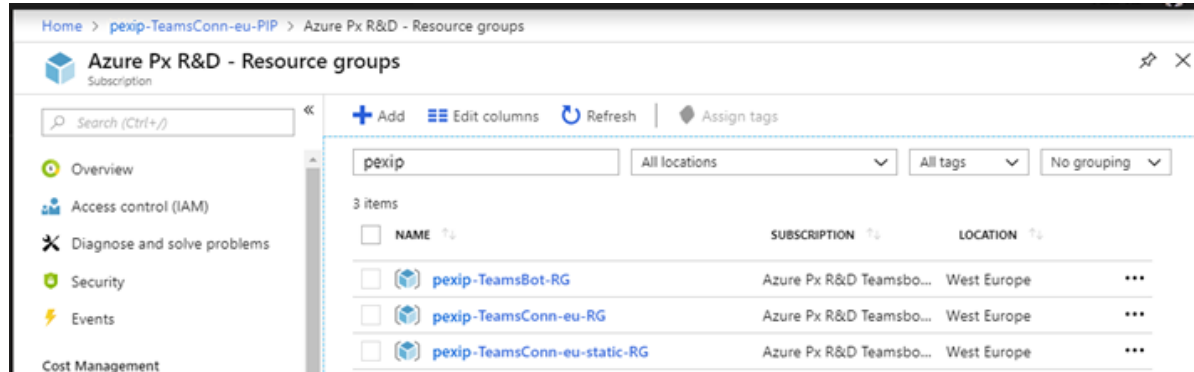 Home > pexip-TeamsConn-eu-PIP > Azure Px R&D - Resource groups
Azure Px R&D - Resource groups
Subscription
Search (Ctrl+/)
«
Overview
Access control (IAM)
Diagnose and solve problems
Security
Events
Cost Management
Add Edit columns Refresh Assign tags
pexip All locations All tags No grouping
3 items
NAME SUBSCRIPTION LOCATION
pexip-TeamsBot-RG Azure Px R&D Teamsbo... West Europe ...
pexip-TeamsConn-eu-RG Azure Px R&D Teamsbo... West Europe ...
pexip-TeamsConn-eu-static-RG Azure Px R&D Teamsbo... West Europe ...